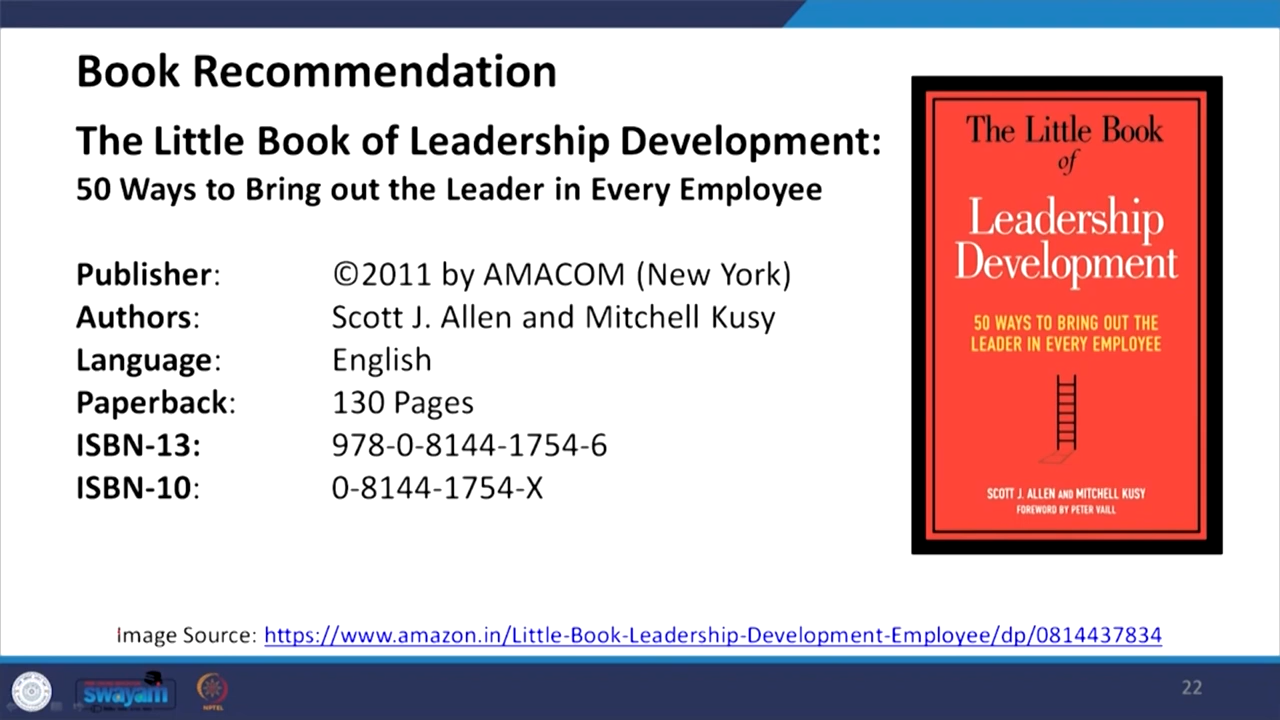 Book Recommendation
The Little Book of Leadership Development:
50 Ways to Bring out the Leader in Every Employee
Publisher: ©2011 by AMACOM (New York)
Authors: Scott J. Allen and Mitchell Kusy
Language: English
Paperback: 130 Pages
ISBN-13: 978-0-8144-1754-6
ISBN-10: 0-8144-1754-X
The Little Book
of
Leadership
Development
50 WAYS TO BRING OUT THE
LEADER IN EVERY EMPLOYEE
SCOTT J. ALLEN AND MITCHELL KUSY
FOREWORD BY PETER VAILL
Image Source: https://www.amazon.in/Little-Book-Leadership-Development-Employee/dp/0814437834
swayam
NPTEL
22